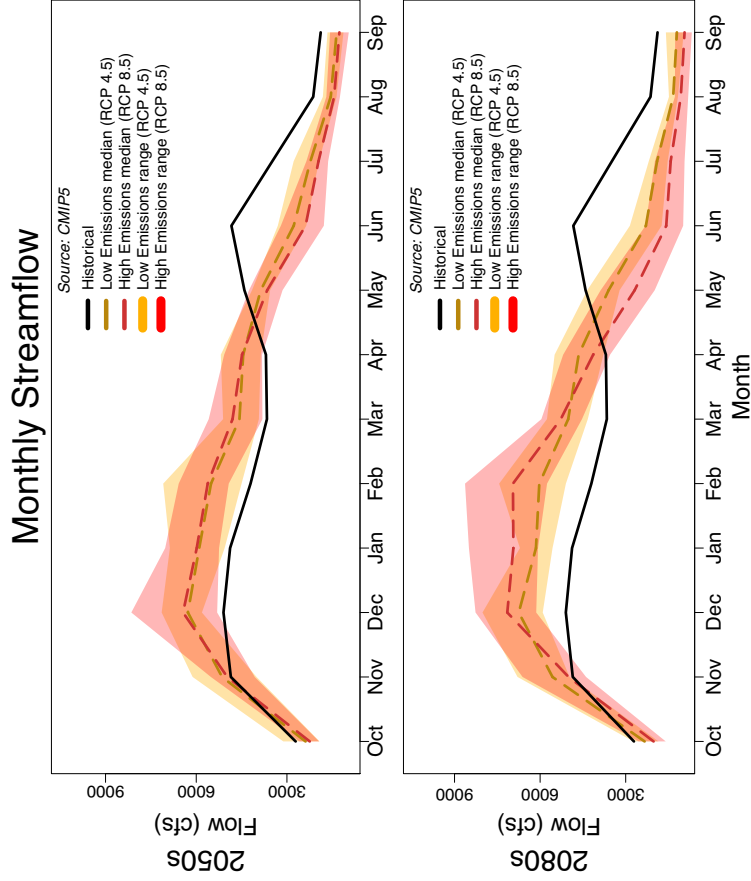 Monthly Streamflow
2050s
Flow (cfs)
9000
6000
3000
Source: CMIP5
Historical
Low Emissions median (RCP 4.5)
High Emissions median (RCP 8.5)
Low Emissions range (RCP 4.5)
High Emissions range (RCP 8.5)
Oct Nov Dec Jan Feb Mar Apr May Jun Jul Aug Sep
2080s
Flow (cfs)
9000
6000
3000
Source: CMIP5
Historical
Low Emissions median (RCP 4.5)
High Emissions median (RCP 8.5)
Low Emissions range (RCP 4.5)
High Emissions range (RCP 8.5)
Oct Nov Dec Jan Feb Mar Apr May Jun Jul Aug Sep
Month